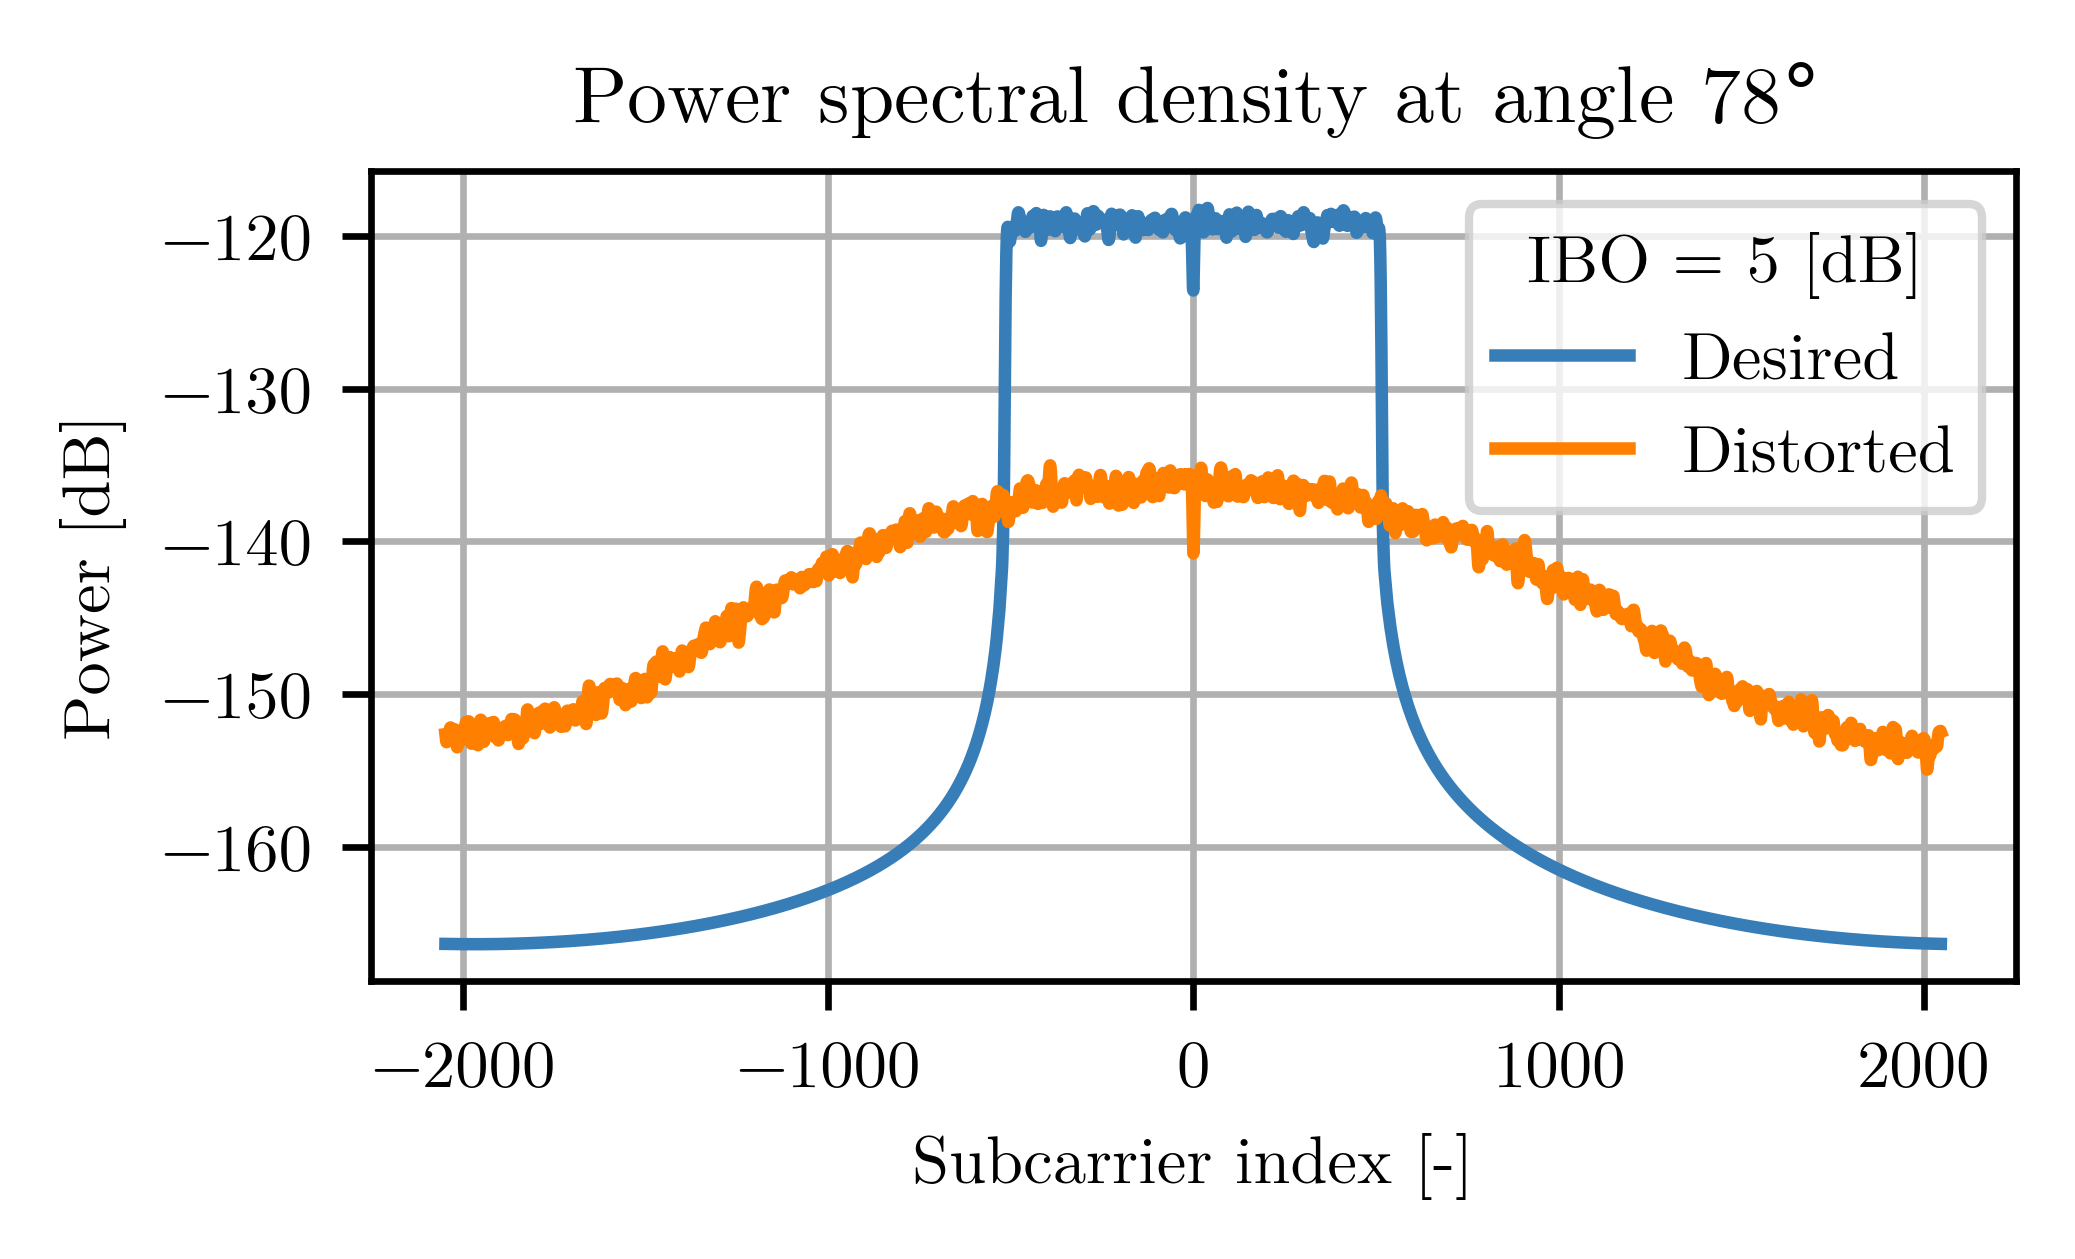 Power spectral density at angle 78°
Power [dB]
−120
−130
−140
−150
−160
IBO = 5 [dB]
Desired
Distorted
−2000
−1000
0
1000
2000
Subcarrier index [-]